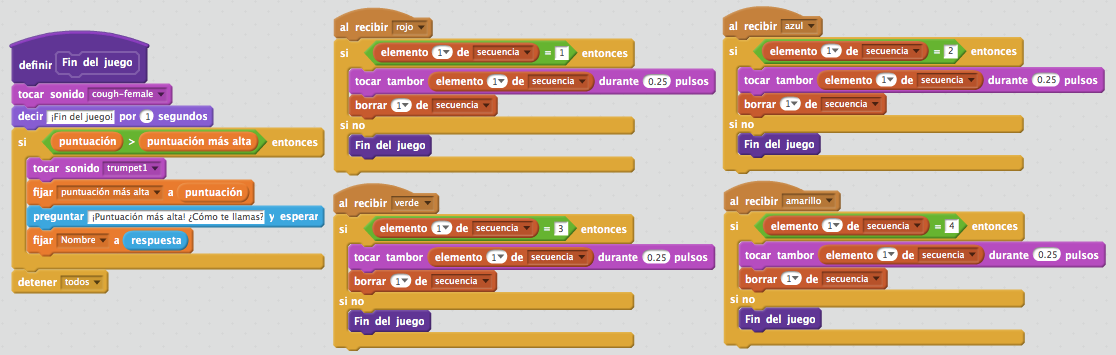 definir Fin del juego
tocar sonido cough-female
decir ¡Fin del juego! por 1 segundos
si puntuación > puntuación más alta entonces
tocar sonido trumpet1
fijar puntuación más alta a puntuación
preguntar ¡Puntuación más alta! ¿Cómo te llamas? y esperar
fijar Nombre a respuesta
detener todos
al recibir rojo
si elemento 1 de secuencia = 1 entonces
tocar tambor elemento 1 de secuencia durante 0.25 pulsos
borrar 1 de secuencia
si no
Fin del juego
al recibir verde
si elemento 1 de secuencia = 3 entonces
tocar tambor elemento 1 de secuencia durante 0.25 pulsos
borrar 1 de secuencia
si no
Fin del juego
al recibir azul
si elemento 1 de secuencia = 2 entonces
tocar tambor elemento 1 de secuencia durante 0.25 pulsos
borrar 1 de secuencia
si no
Fin del juego
al recibir amarillo
si elemento 1 de secuencia = 4 entonces
tocar tambor elemento 1 de secuencia durante 0.25 pulsos
borrar 1 de secuencia
si no
Fin del juego